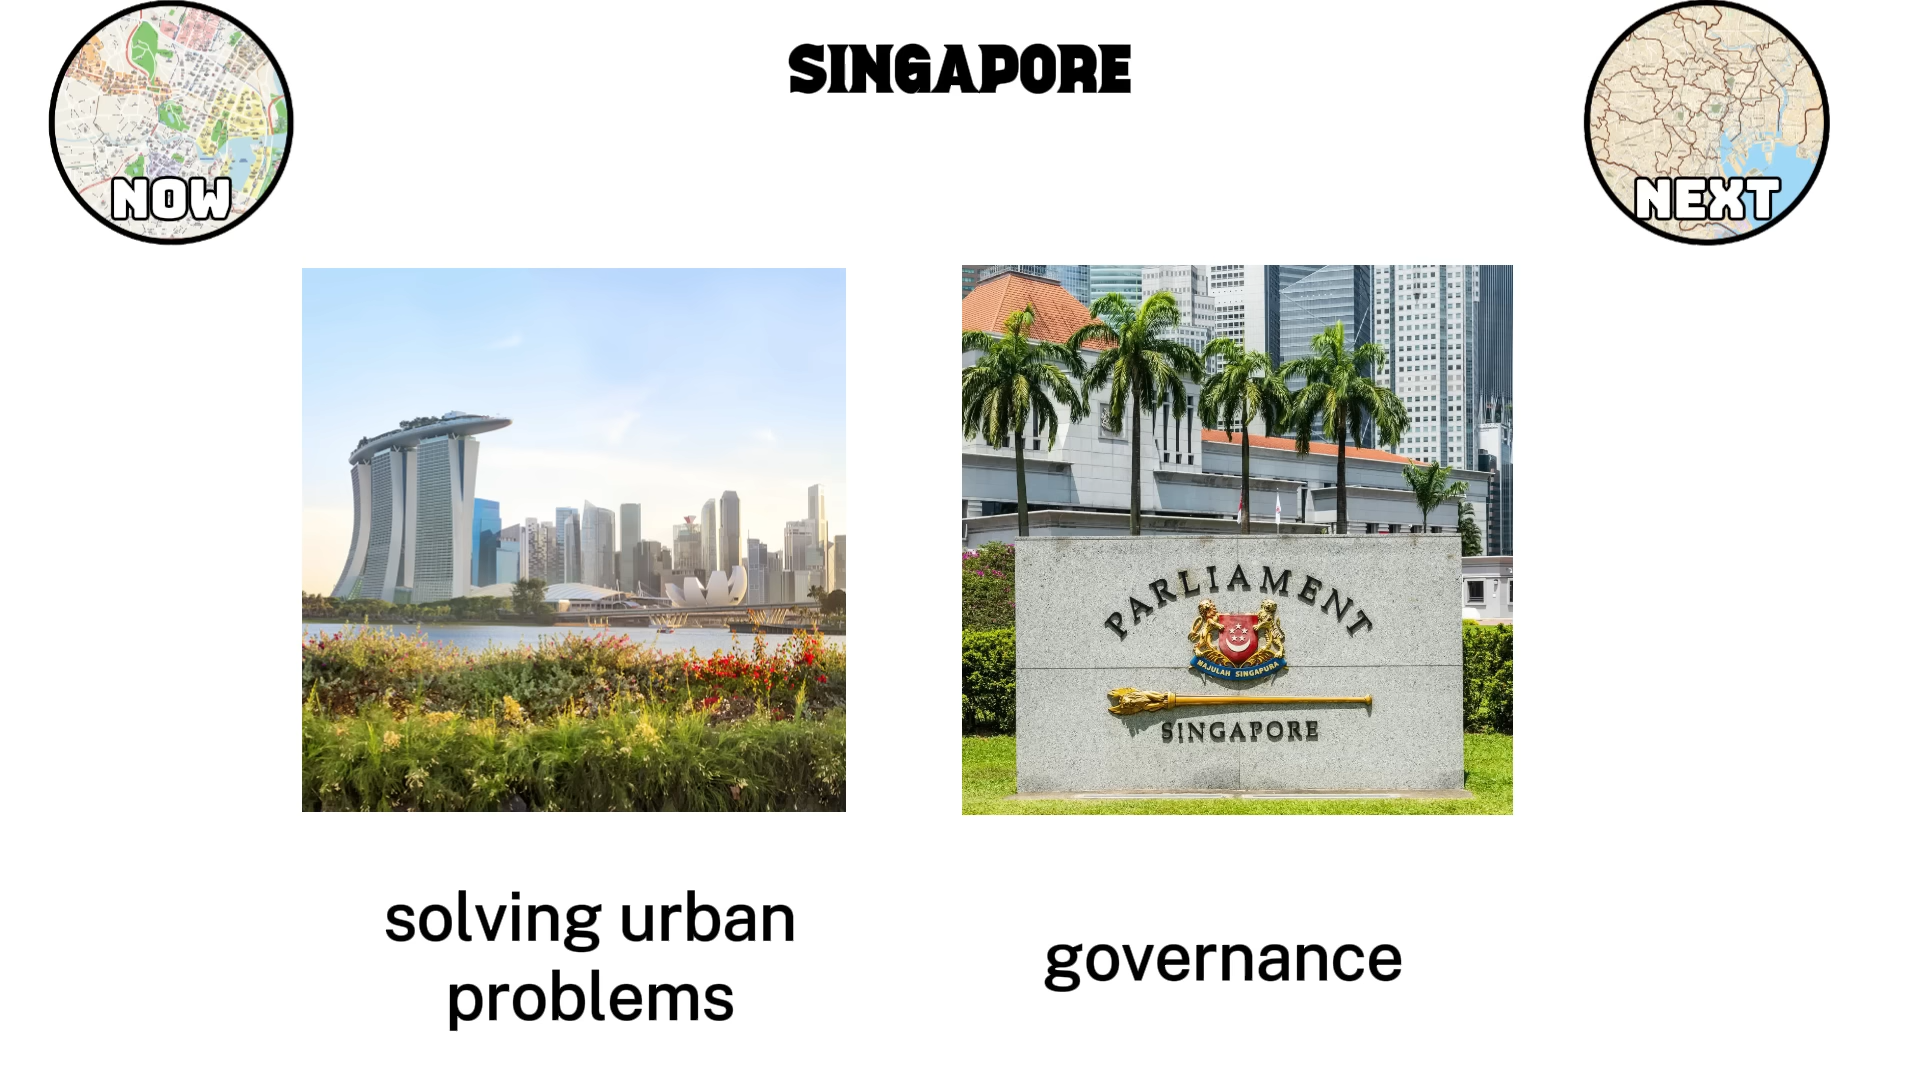 SINGAPORE
NOW
NEXT
PARLIAMENT
MAJULAH SINGAPURA
SINGAPORE
solving urban
problems
governance